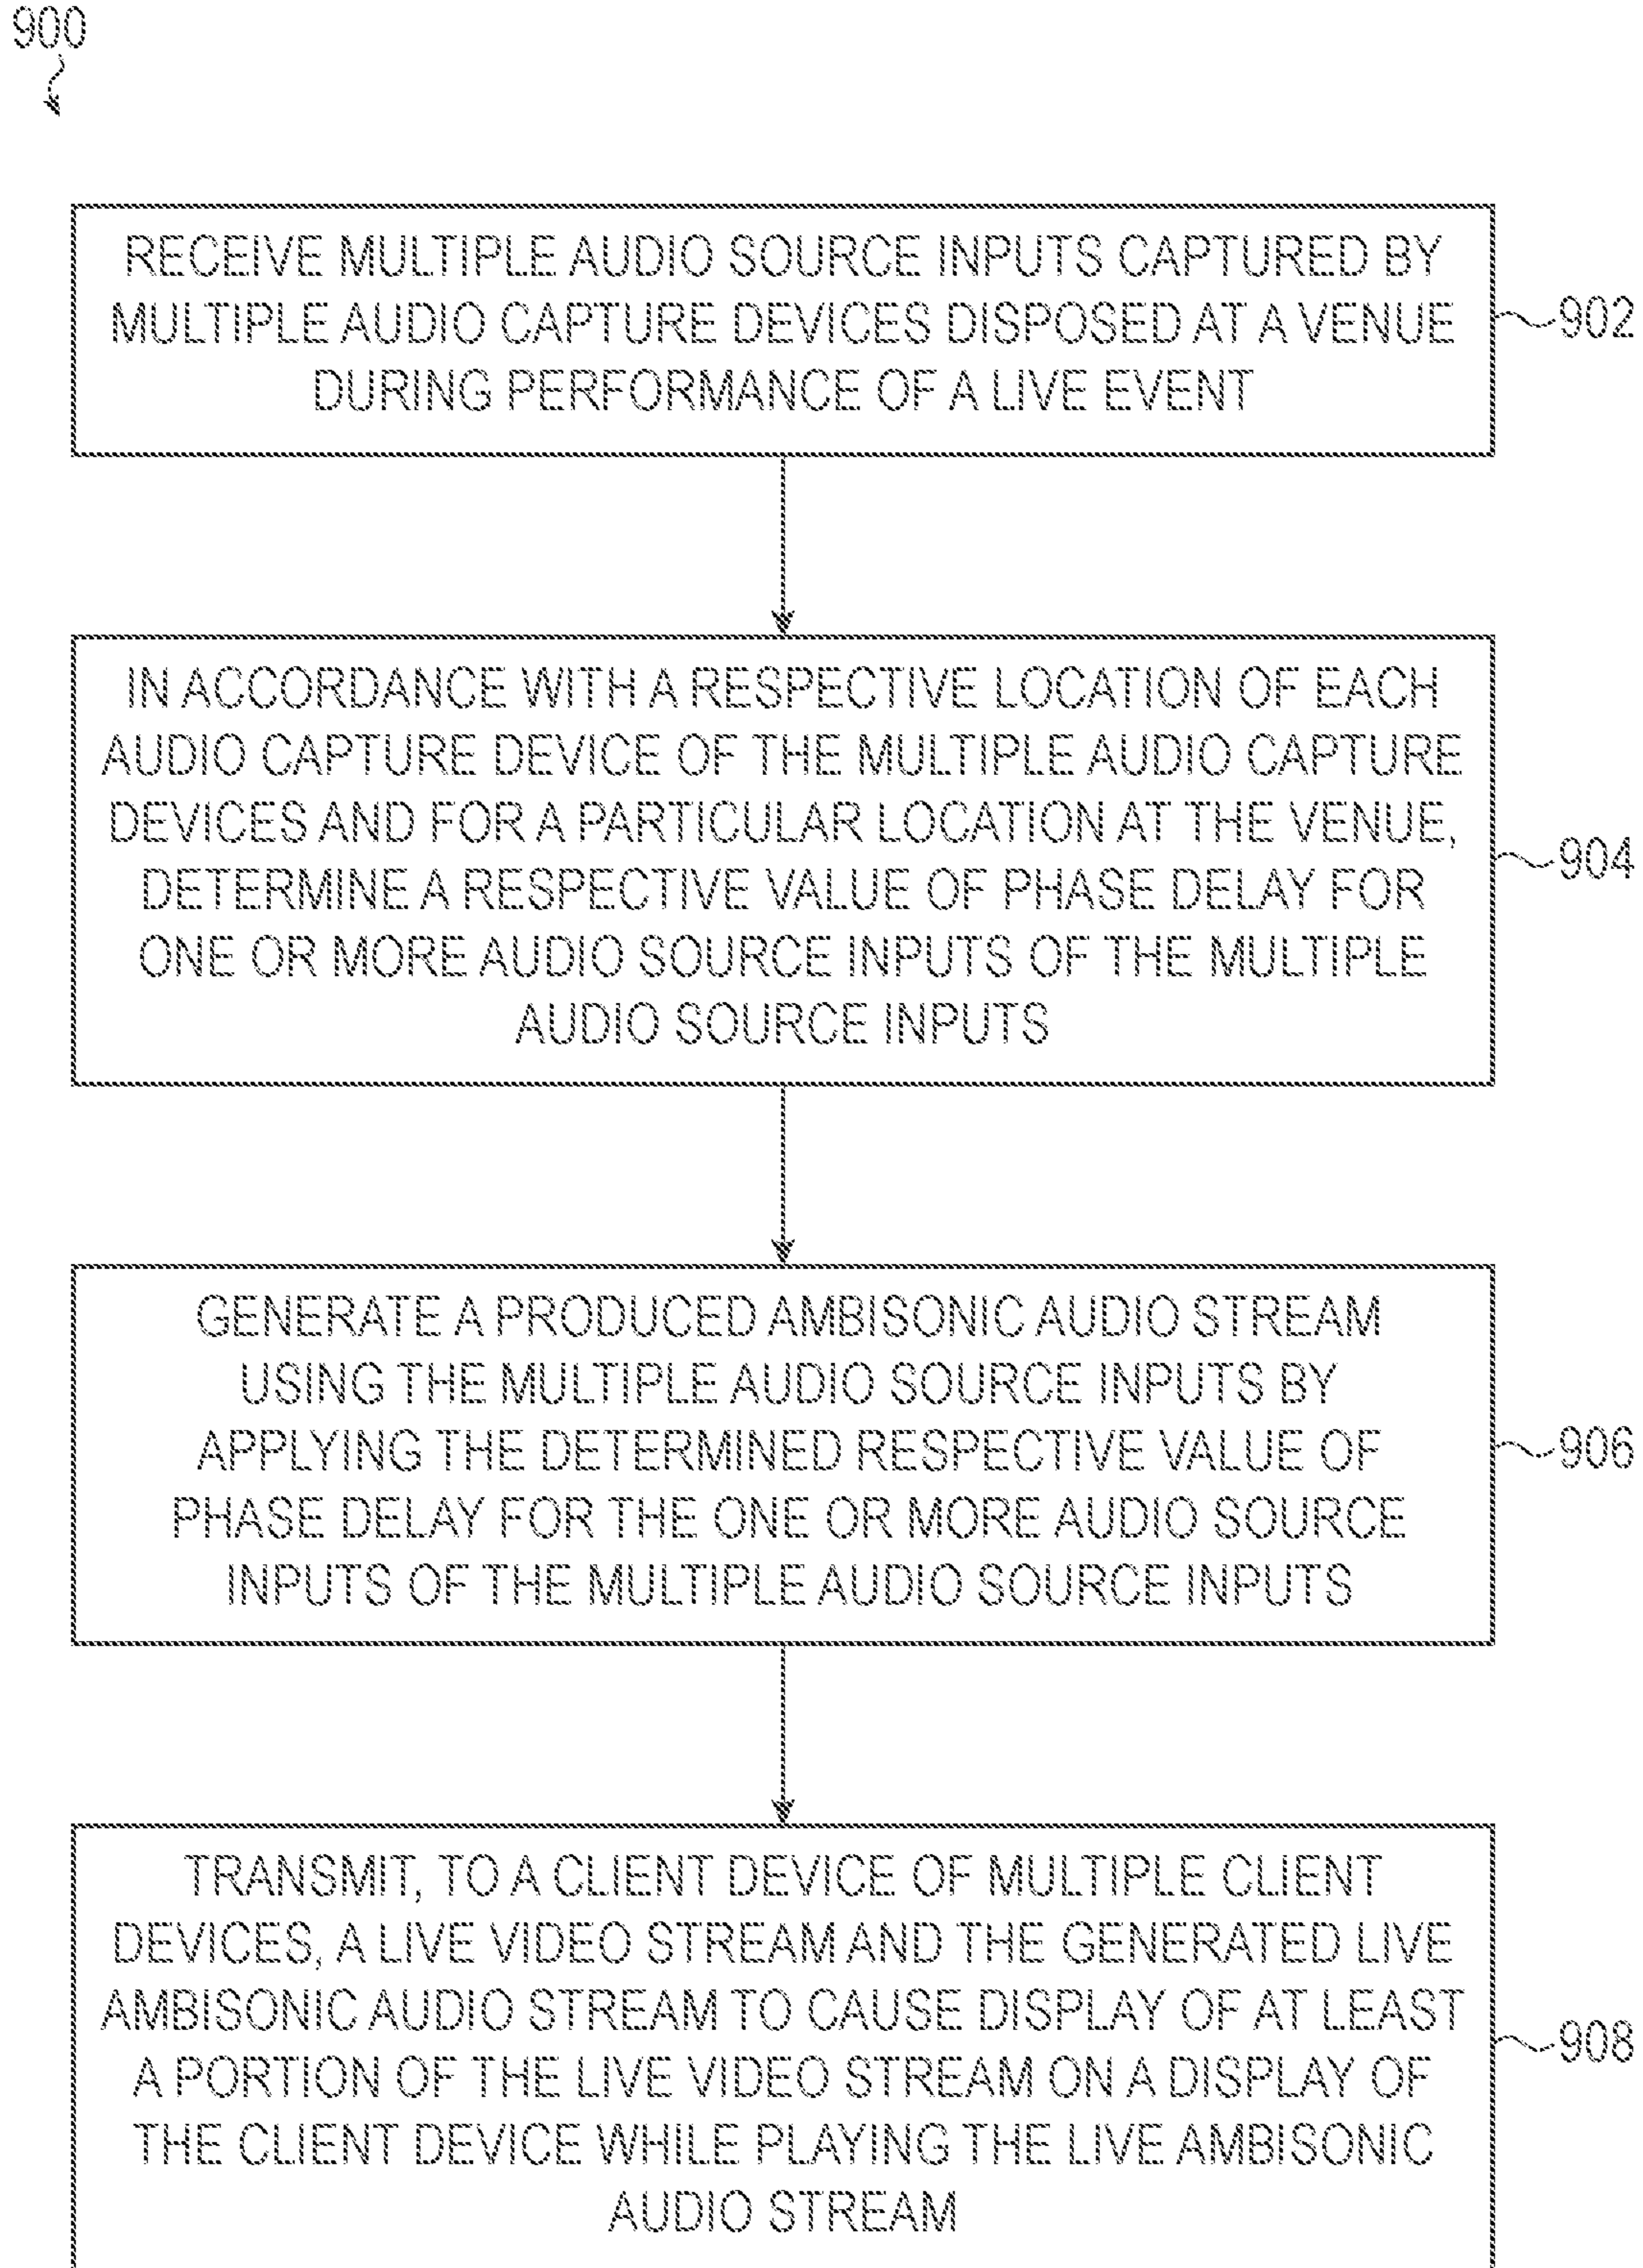 900
RECEIVE MULTIPLE AUDIO SOURCE INPUTS CAPTURED BY
MULTIPLE AUDIO CAPTURE DEVICES DISPOSED AT A VENUE
DURING PERFORMANCE OF A LIVE EVENT
902
IN ACCORDANCE WITH A RESPECTIVE LOCATION OF EACH
AUDIO CAPTURE DEVICE OF THE MULTIPLE AUDIO CAPTURE
DEVICES AND FOR A PARTICULAR LOCATION AT THE VENUE,
DETERMINE A RESPECTIVE VALUE OF PHASE DELAY FOR
ONE OR MORE AUDIO SOURCE INPUTS OF THE MULTIPLE
AUDIO SOURCE INPUTS
904
GENERATE A PRODUCED AMBISONIC AUDIO STREAM
USING THE MULTIPLE AUDIO SOURCE INPUTS BY
APPLYING THE DETERMINED RESPECTIVE VALUE OF
PHASE DELAY FOR THE ONE OR MORE AUDIO SOURCE
INPUTS OF THE MULTIPLE AUDIO SOURCE INPUTS
906
TRANSMIT, TO A CLIENT DEVICE OF MULTIPLE CLIENT
DEVICES, A LIVE VIDEO STREAM AND THE GENERATED LIVE
AMBISONIC AUDIO STREAM TO CAUSE DISPLAY OF AT LEAST
A PORTION OF THE LIVE VIDEO STREAM ON A DISPLAY OF
THE CLIENT DEVICE WHILE PLAYING THE LIVE AMBISONIC
AUDIO STREAM
908